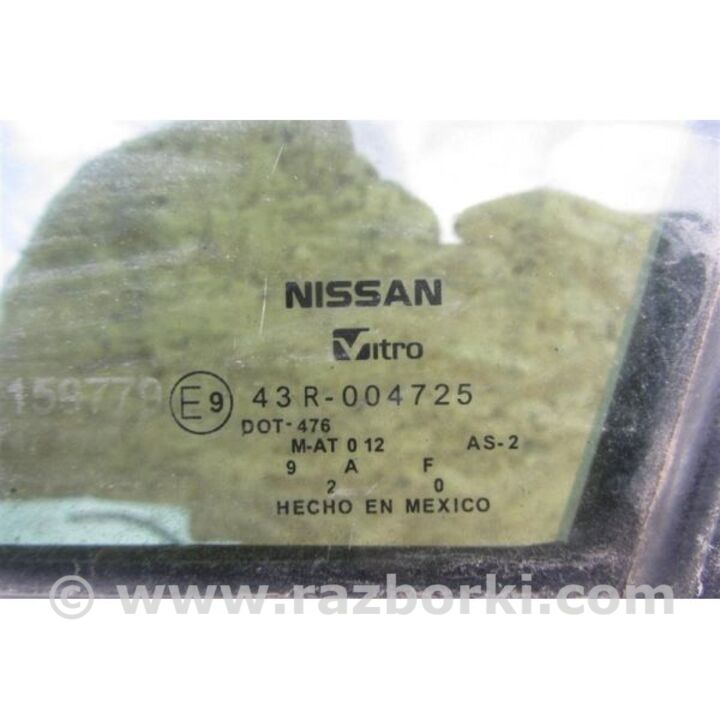 NISSAN
Vitro
159770 E9 43R-004725
DOT-476
M-AT 0 12 AS-2
9 A F
2 0
HECHO EN MEXICO
© www.razborki.com